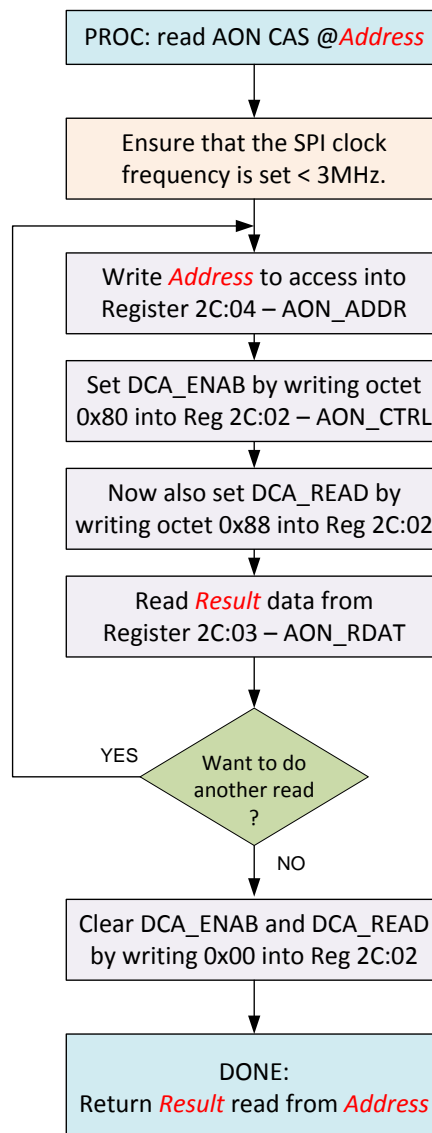 PROC: read AON CAS @Address
Ensure that the SPI clock
frequency is set < 3MHz.
Write Address to access into
Register 2C:04 – AON_ADDR
Set DCA_ENAB by writing octet
0x80 into Reg 2C:02 – AON_CTRL
Now also set DCA_READ by
writing octet 0x88 into Reg 2C:02
Read Result data from
Register 2C:03 – AON_RDAT
YES
Want to do
another read
?
NO
Clear DCA_ENAB and DCA_READ
by writing 0x00 into Reg 2C:02
DONE:
Return Result read from Address